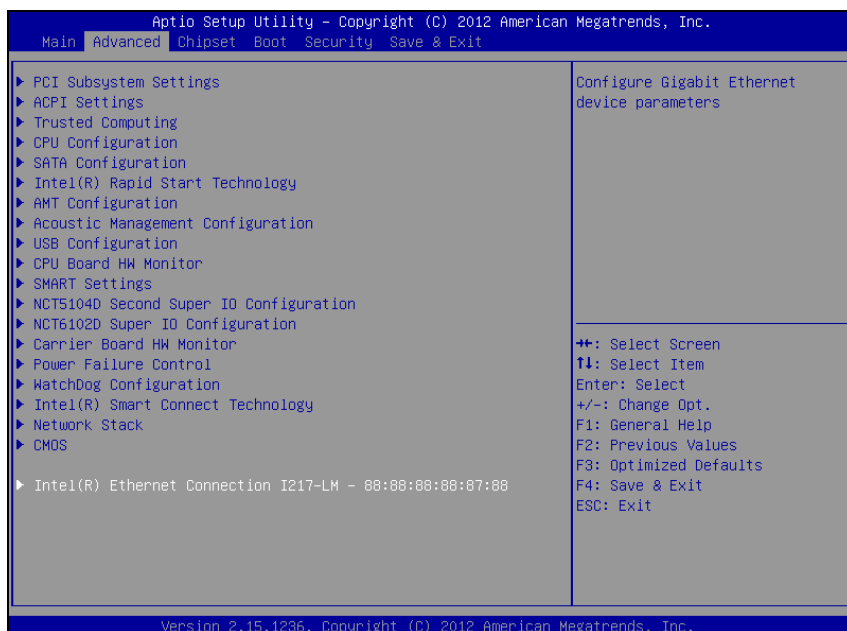 Aptio Setup Utility – Copyright (C) 2012 American Megatrends, Inc.
Main Advanced Chipset Boot Security Save & Exit
PCI Subsystem Settings
ACPI Settings
Trusted Computing
CPU Configuration
SATA Configuration
Intel(R) Rapid Start Technology
AMT Configuration
Acoustic Management Configuration
USB Configuration
CPU Board HW Monitor
SMART Settings
NCT5104D Second Super IO Configuration
NCT6102D Super IO Configuration
Carrier Board HW Monitor
Power Failure Control
WatchDog Configuration
Intel(R) Smart Connect Technology
Network Stack
CMOS
Intel(R) Ethernet Connection I217-LM – 88:88:88:88:87:88
Configure Gigabit Ethernet
device parameters
→←: Select Screen
↑↓: Select Item
Enter: Select
+/-: Change Opt.
F1: General Help
F2: Previous Values
F3: Optimized Defaults
F4: Save & Exit
ESC: Exit
Version 2.15.1236. Copyright (C) 2012 American Megatrends, Inc.